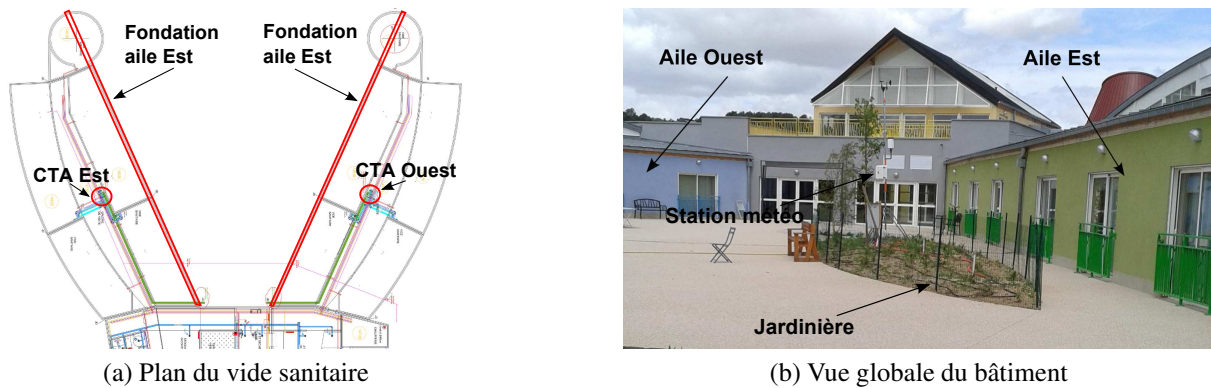 Fondation
aile Est
Fondation
aile Est
CTA Est
CTA Ouest
(a) Plan du vide sanitaire
Aile Ouest
Aile Est
Station météo
Jardinière
(b) Vue globale du bâtiment